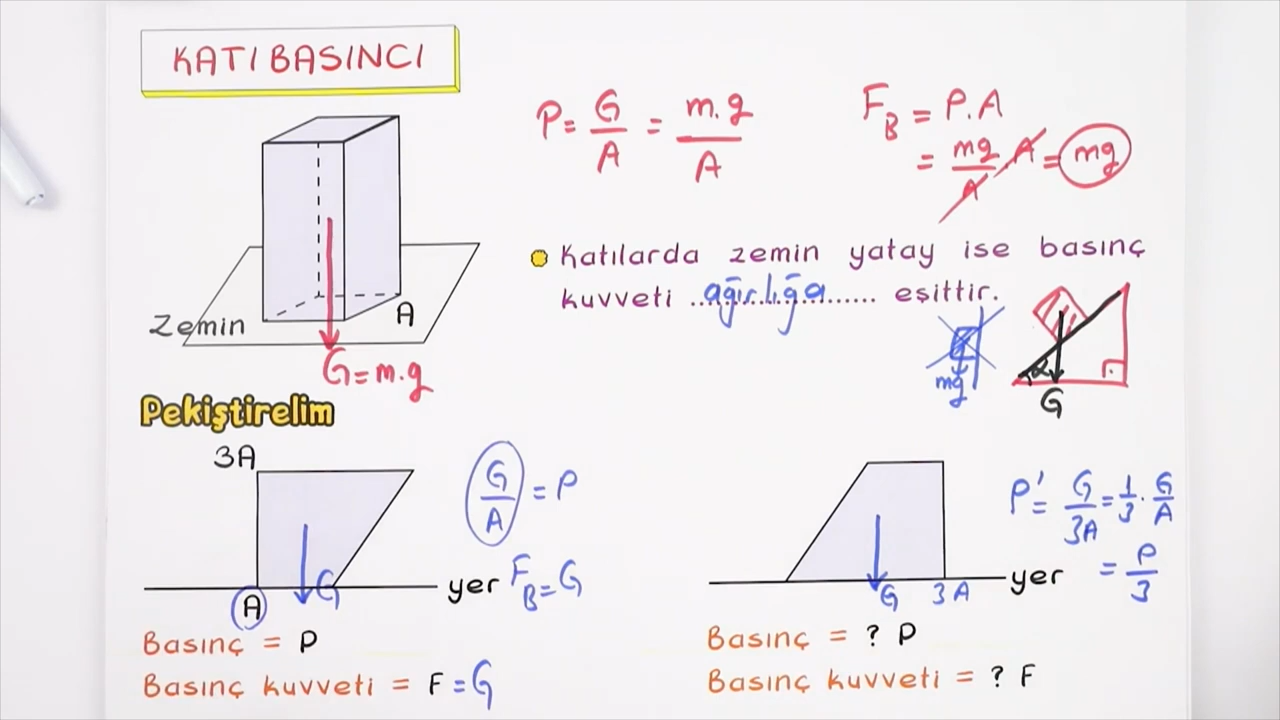 KATI BASINCI
P = G/A = m.g/A
F_B = P.A
= mg/A . A = mg
Katılarda zemin yatay ise basınç
kuvveti ...ağırlığa... eşittir.
Zemin
A
G = m.g
mg
α
G
Pekiştirelim
3A
G/A = P
G
yer
F_B = G
A
Basınç = P
Basınç kuvveti = F = G
P' = G/3A = 1/3 . G/A
= P/3
yer
G
3A
Basınç = ? P
Basınç kuvveti = ? F